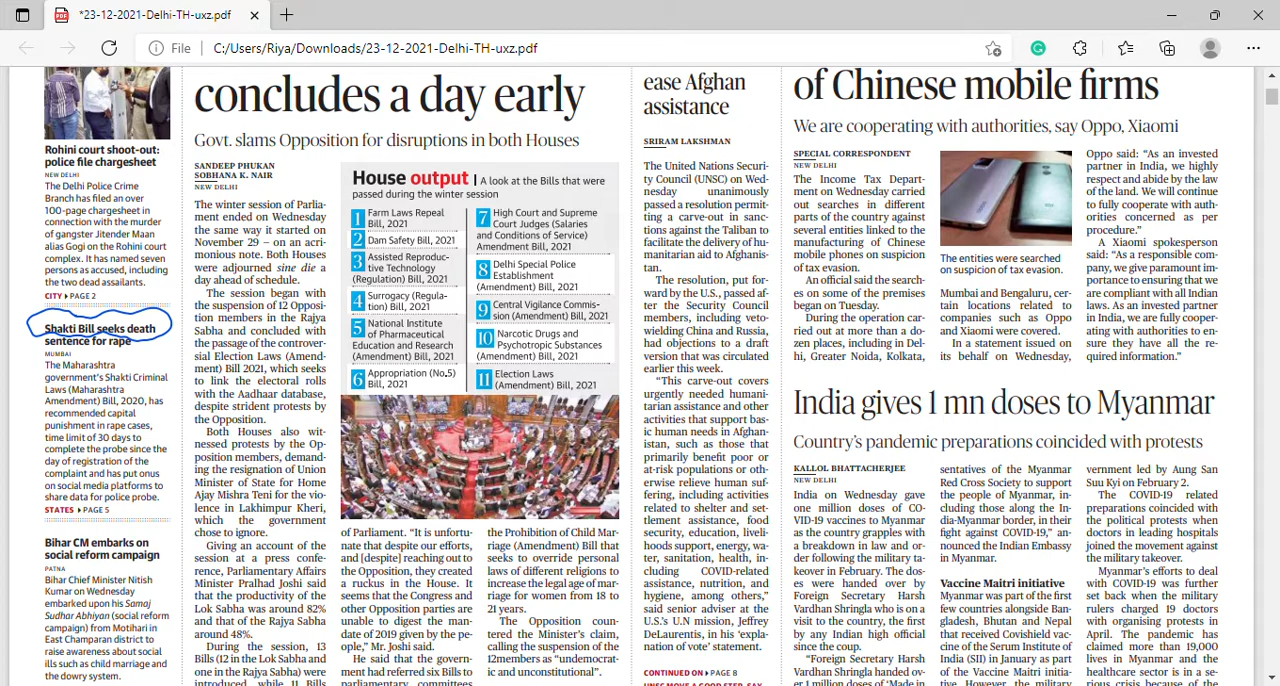 *23-12-2021-Delhi-TH-uxz.pdf
File
C:/Users/Riya/Downloads/23-12-2021-Delhi-TH-uxz.pdf
Rohini court shoot-out:
police file chargesheet
NEW DELHI
The Delhi Police Crime
Branch has filed an over
100-page chargesheet in
connection with the murder
of gangster Jitender Maan
alias Gogi on the Rohini court
complex. It has named seven
persons as accused, including
the two dead assailants.
CITY PAGE 2
Shakti Bill seeks death
sentence for rape
MUMBAI
The Maharashtra
government's Shakti Criminal
Laws (Maharashtra
Amendment) Bill, 2020, has
recommended capital
punishment in rape cases,
time limit of 30 days to
complete the probe since the
day of registration of the
complaint and has put onus
on social media platforms to
share data for police probe.
STATES PAGE 5
Bihar CM embarks on
social reform campaign
PATNA
Bihar Chief Minister Nitish
Kumar on Wednesday
embarked upon his Samaj
Sudhar Abhiyan (social reform
campaign) from Motihari in
East Champaran district to
raise awareness about social
ills such as child marriage and
the dowry system.
concludes a day early
Govt. slams Opposition for disruptions in both Houses
SANDEEP PHUKAN
SOBHANA K. NAIR
NEW DELHI
The winter session of Parlia-
ment ended on Wednesday
the same way it started on
November 29 – on an acri-
monious note. Both Houses
were adjourned sine die a
day ahead of schedule.
The session began with
the suspension of 12 Opposi-
tion members in the Rajya
Sabha and concluded with
the passage of the controver-
sial Election Laws (Amend-
ment) Bill 2021, which seeks
to link the electoral rolls
with the Aadhaar database,
despite strident protests by
the Opposition.
Both Houses also wit-
nessed protests by the Op-
position members, demand-
ing the resignation of Union
Minister of State for Home
Ajay Mishra Teni for the vio-
lence in Lakhimpur Kheri,
which the government
chose to ignore.
Giving an account of the
session at a press confe-
rence, Parliamentary Affairs
Minister Pralhad Joshi said
that the productivity of the
Lok Sabha was around 82%
and that of the Rajya Sabha
around 48%.
During the session, 13
Bills (12 in the Lok Sabha and
one in the Rajya Sabha) were
introduced, while 11 Bills
House output | A look at the Bills that were
passed during the winter session
1 Farm Laws Repeal
Bill, 2021
2 Dam Safety Bill, 2021
3 Assisted Reproduc-
tive Technology
(Regulation) Bill, 2021
4 Surrogacy (Regula-
tion) Bill, 2021
5 National Institute
of Pharmaceutical
Education and Research
(Amendment) Bill, 2021
6 Appropriation (No.5)
Bill, 2021
7 High Court and Supreme
Court Judges (Salaries
and Conditions of Service)
Amendment Bill, 2021
8 Delhi Special Police
Establishment
(Amendment) Bill, 2021
9 Central Vigilance Commis-
sion (Amendment) Bill, 2021
10 Narcotic Drugs and
Psychotropic Substances
(Amendment) Bill, 2021
11 Election Laws
(Amendment) Bill, 2021
of Parliament. "It is unfortu-
nate that despite our efforts,
and [despite] reaching out to
the Opposition, they created
a ruckus in the House. It
seems that the Congress and
other Opposition parties are
unable to digest the man-
date of 2019 given by the pe-
ople," Mr. Joshi said.
He said that the govern-
ment had referred six Bills to
parliamentary committees
the Prohibition of Child Mar-
riage (Amendment) Bill that
seeks to override personal
laws of different religions to
increase the legal age of mar-
riage for women from 18 to
21 years.
The Opposition coun-
tered the Minister's claim,
calling the suspension of the
12members as "undemocrat-
ic and unconstitutional".
ease Afghan
assistance
SRIRAM LAKSHMAN
The United Nations Securi-
ty Council (UNSC) on Wed-
nesday unanimously
passed a resolution permit-
ting a carve-out in sanc-
tions against the Taliban to
facilitate the delivery of hu-
manitarian aid to Afghanis-
tan.
The resolution, put for-
ward by the U.S., passed af-
ter the Security Council
members, including veto-
wielding China and Russia,
had objections to a draft
version that was circulated
earlier this week.
"This carve-out covers
urgently needed humani-
tarian assistance and other
activities that support bas-
ic human needs in Afghan-
istan, such as those that
primarily benefit poor or
at-risk populations or oth-
erwise relieve human suf-
fering, including activities
related to shelter and set-
tlement assistance, food
security, education, liveli-
hoods support, energy, wa-
ter, sanitation, health, in-
cluding COVID-related
assistance, nutrition, and
hygiene, among others,"
said senior adviser at the
U.S.'s U.N mission, Jeffrey
DeLaurentis, in his 'expla-
nation of vote' statement.
CONTINUED ON PAGE 8
of Chinese mobile firms
We are cooperating with authorities, say Oppo, Xiaomi
SPECIAL CORRESPONDENT
NEW DELHI
The Income Tax Depart-
ment on Wednesday carried
out searches in different
parts of the country against
several entities linked to the
manufacturing of Chinese
mobile phones on suspicion
of tax evasion.
An official said the search-
es on some of the premises
began on Tuesday.
During the operation
carried out at more than a do-
zen places, including in Del-
hi, Greater Noida, Kolkata,
The entities were searched
on suspicion of tax evasion.
Mumbai and Bengaluru, cer-
tain locations related to
companies such as Oppo
and Xiaomi were covered.
In a statement issued on
its behalf on Wednesday,
Oppo said: "As an invested
partner in India, we highly
respect and abide by the law
of the land. We will continue
to fully cooperate with auth-
orities concerned as per
procedure."
A Xiaomi spokesperson
said: "As a responsible com-
pany, we give paramount im-
portance to ensuring that we
are compliant with all Indian
laws. As an invested partner
in India, we are fully cooper-
ating with authorities to en-
sure they have all the re-
quired information."
India gives 1 mn doses to Myanmar
Country's pandemic preparations coincided with protests
KALLOL BHATTACHERJEE
NEW DELHI
India on Wednesday gave
one million doses of CO-
VID-19 vaccines to Myanmar
as the country grapples with
a breakdown in law and or-
der following the military ta-
keover in February. The dos-
es were handed over by
Foreign Secretary Harsh
Vardhan Shringla who is on a
visit to the country, the first
by any Indian high official
since the coup.
"Foreign Secretary Harsh
Vardhan Shringla handed ov-
er 1 million doses of 'Made in
sentatives of the Myanmar
Red Cross Society to support
the people of Myanmar, in-
cluding those along the In-
dia-Myanmar border, in their
fight against COVID-19," an-
nounced the Indian Embassy
in Myanmar.
Vaccine Maitri initiative
Myanmar was part of the first
few countries alongside Ban-
gladesh, Bhutan and Nepal
that received Covishield vac-
cine of the Serum Institute of
India (SII) in January as part
of the Vaccine Maitri initia-
tive. However, the military
vernment led by Aung San
Suu Kyi on February 2.
The COVID-19 related
preparations coincided with
the political protests when
doctors in leading hospitals
joined the movement against
the military takeover.
Myanmar's efforts to deal
with COVID-19 was further
set back when the military
rulers charged 19 doctors
with organising protests in
April. The pandemic has
claimed more than 19,000
lives in Myanmar and the
healthcare sector is in a se-
rious crisis because of the